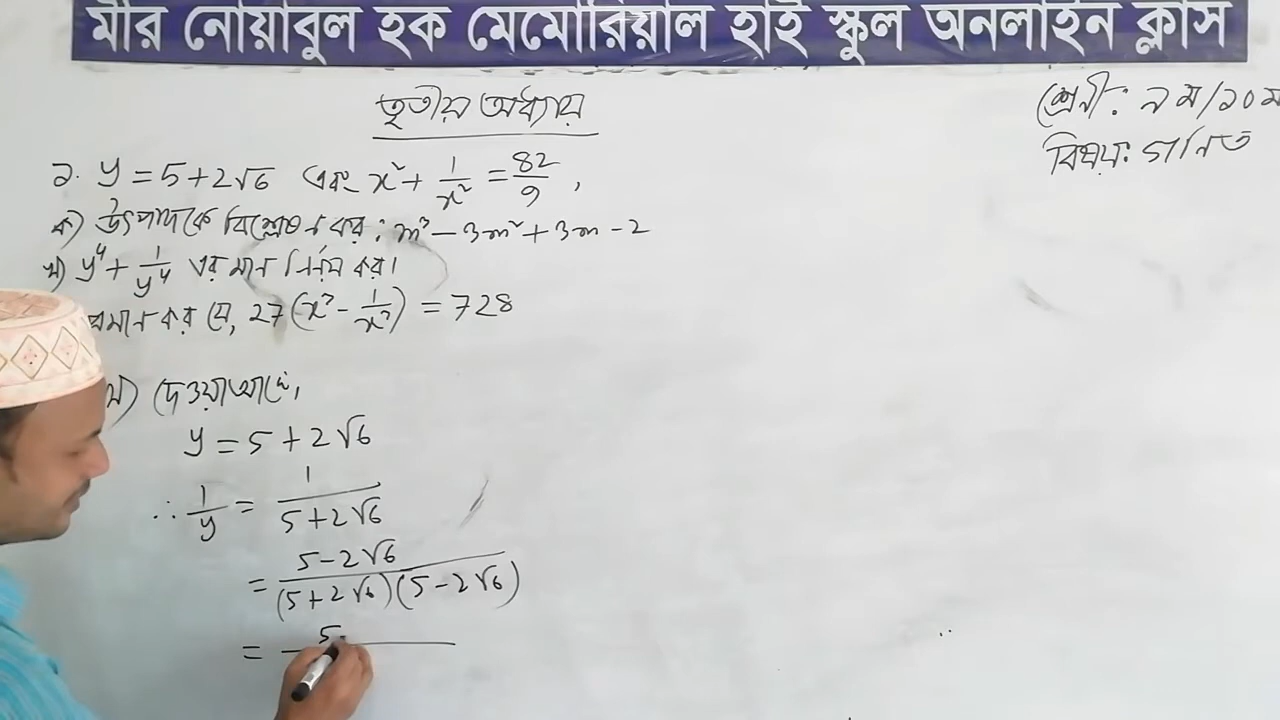 মীর নোয়াবুল হক মেমোরিয়াল হাই স্কুল অনলাইন ক্লাস
তৃতীয় অধ্যায়
শ্রেণী: ৯ম/১০ম
বিষয়: গণিত
১. y = 5 + 2√6 এবং x² + 1/x² = 82/9,
ক) উৎপাদকে বিশ্লেষণ কর: m³ – 3m² + 3m – 2
খ) y⁴ + 1/y⁴ এর মান নির্ণয় কর।
প্রমাণ কর যে, 27(x³ – 1/x³) = 728
খ) দেওয়া আছে,
y = 5 + 2√6
∴ 1/y = 1/(5 + 2√6)
= (5 – 2√6)/((5 + 2√6)(5 – 2√6))
= 5